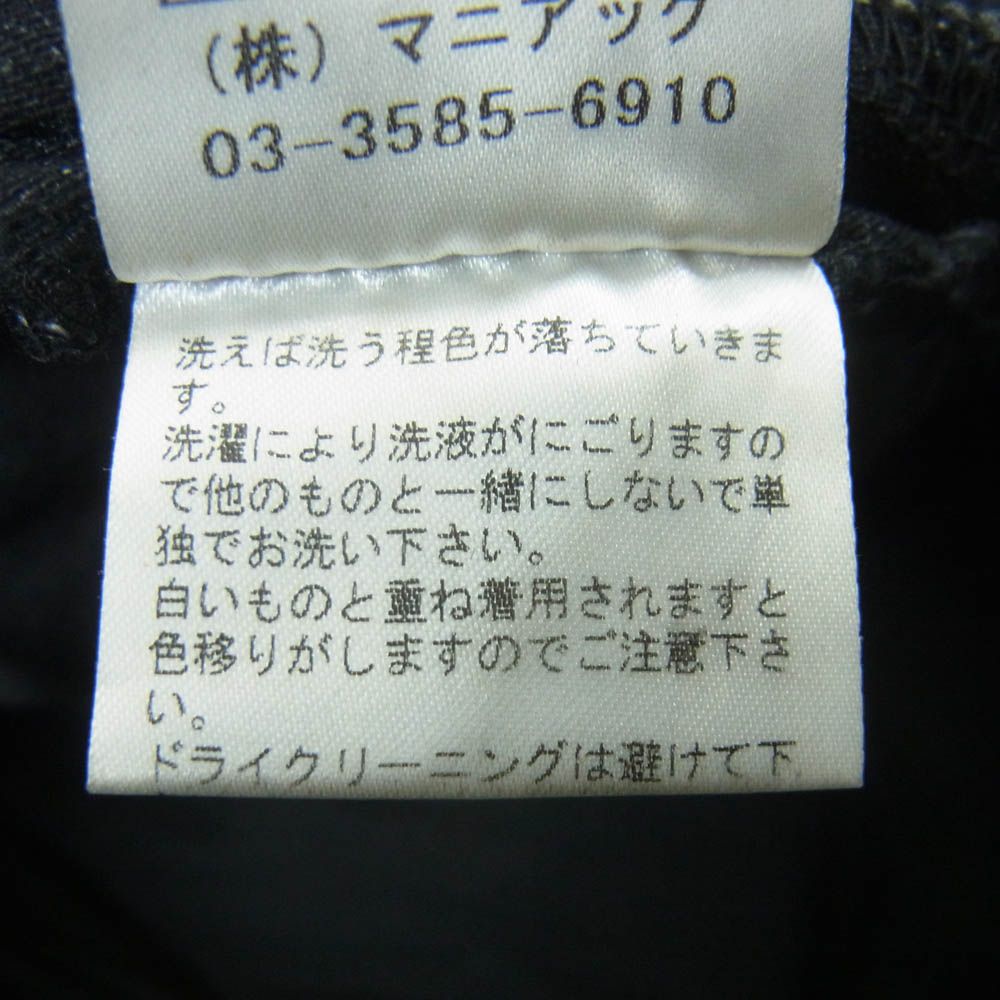 (株)マニアック
03-3585-6910
洗えば洗う程色が落ちていきま
す。
洗濯により洗液がにごりますの
で他のものと一緒にしないで単
独でお洗い下さい。
白いものと重ね着用されますと
色移りがしますのでご注意下さ
い。
ドライクリーニングは避けて下